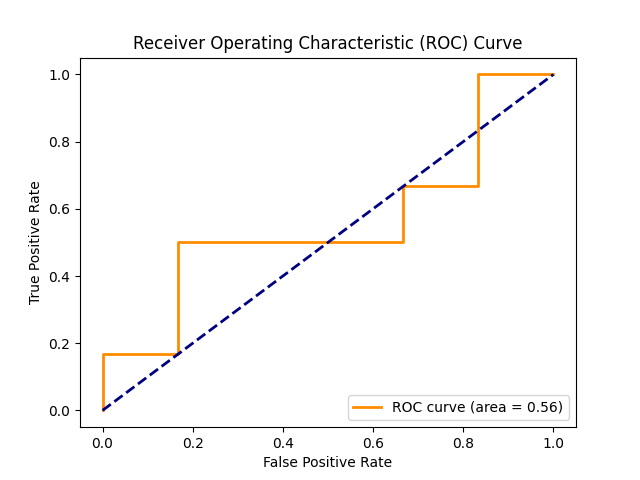 Receiver Operating Characteristic (ROC) Curve
True Positive Rate
1.0
0.8
0.6
0.4
0.2
0.0
0.0 0.2 0.4 0.6 0.8 1.0
False Positive Rate
ROC curve (area = 0.56)